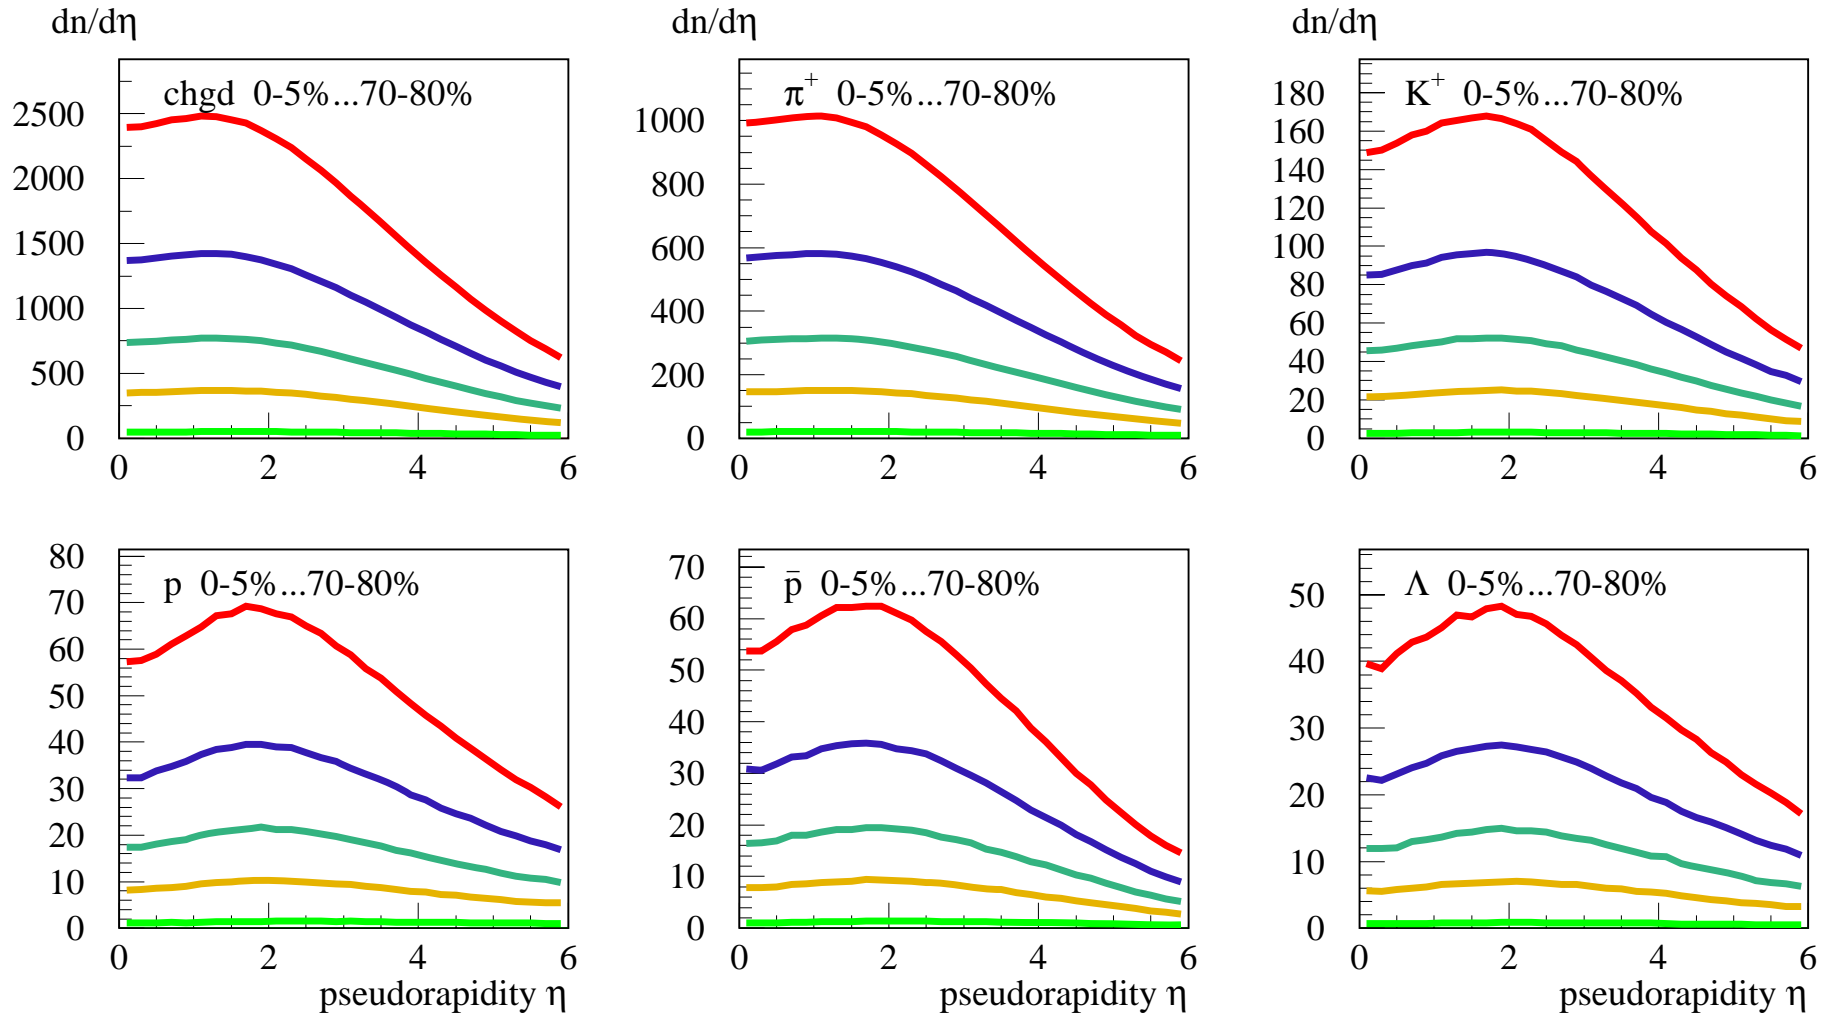 dn/dη
dn/dη
dn/dη
chgd 0-5%...70-80%
2500
2000
1500
1000
500
0
0 2 4 6
π⁺ 0-5%...70-80%
1000
800
600
400
200
0
0 2 4 6
K⁺ 0-5%...70-80%
180
160
140
120
100
80
60
40
20
0
0 2 4 6
p 0-5%...70-80%
80
70
60
50
40
30
20
10
0
0 2 4 6
pseudorapidity η
p̄ 0-5%...70-80%
70
60
50
40
30
20
10
0
0 2 4 6
pseudorapidity η
Λ 0-5%...70-80%
50
40
30
20
10
0
0 2 4 6
pseudorapidity η